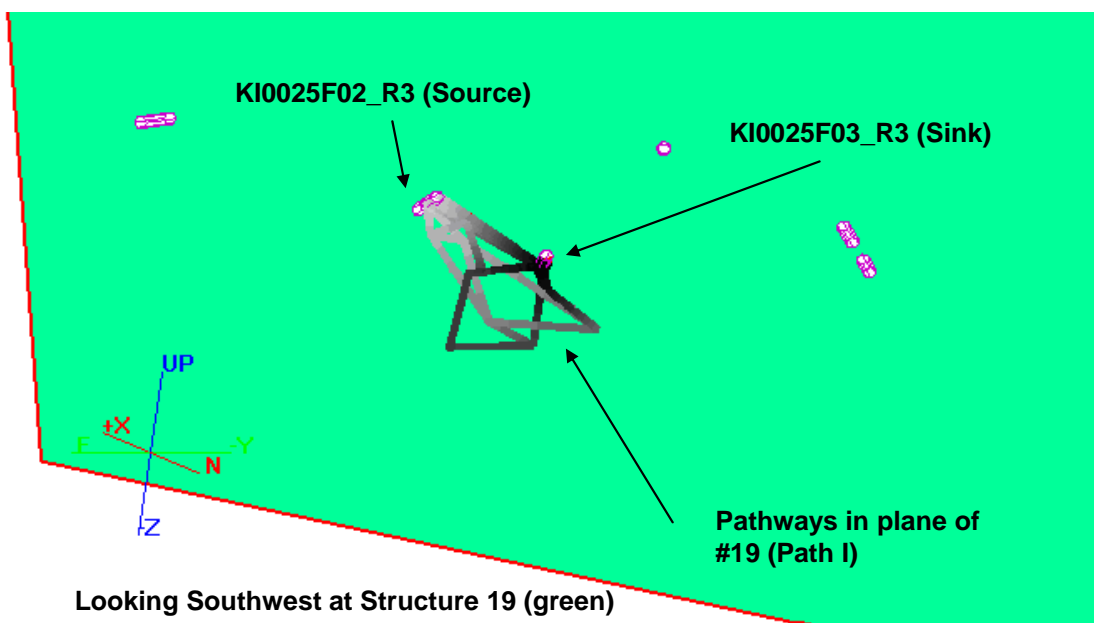 KI0025F02_R3 (Source)
KI0025F03_R3 (Sink)
UP
+X
E
-Y
N
-Z
Pathways in plane of
#19 (Path I)
Looking Southwest at Structure 19 (green)